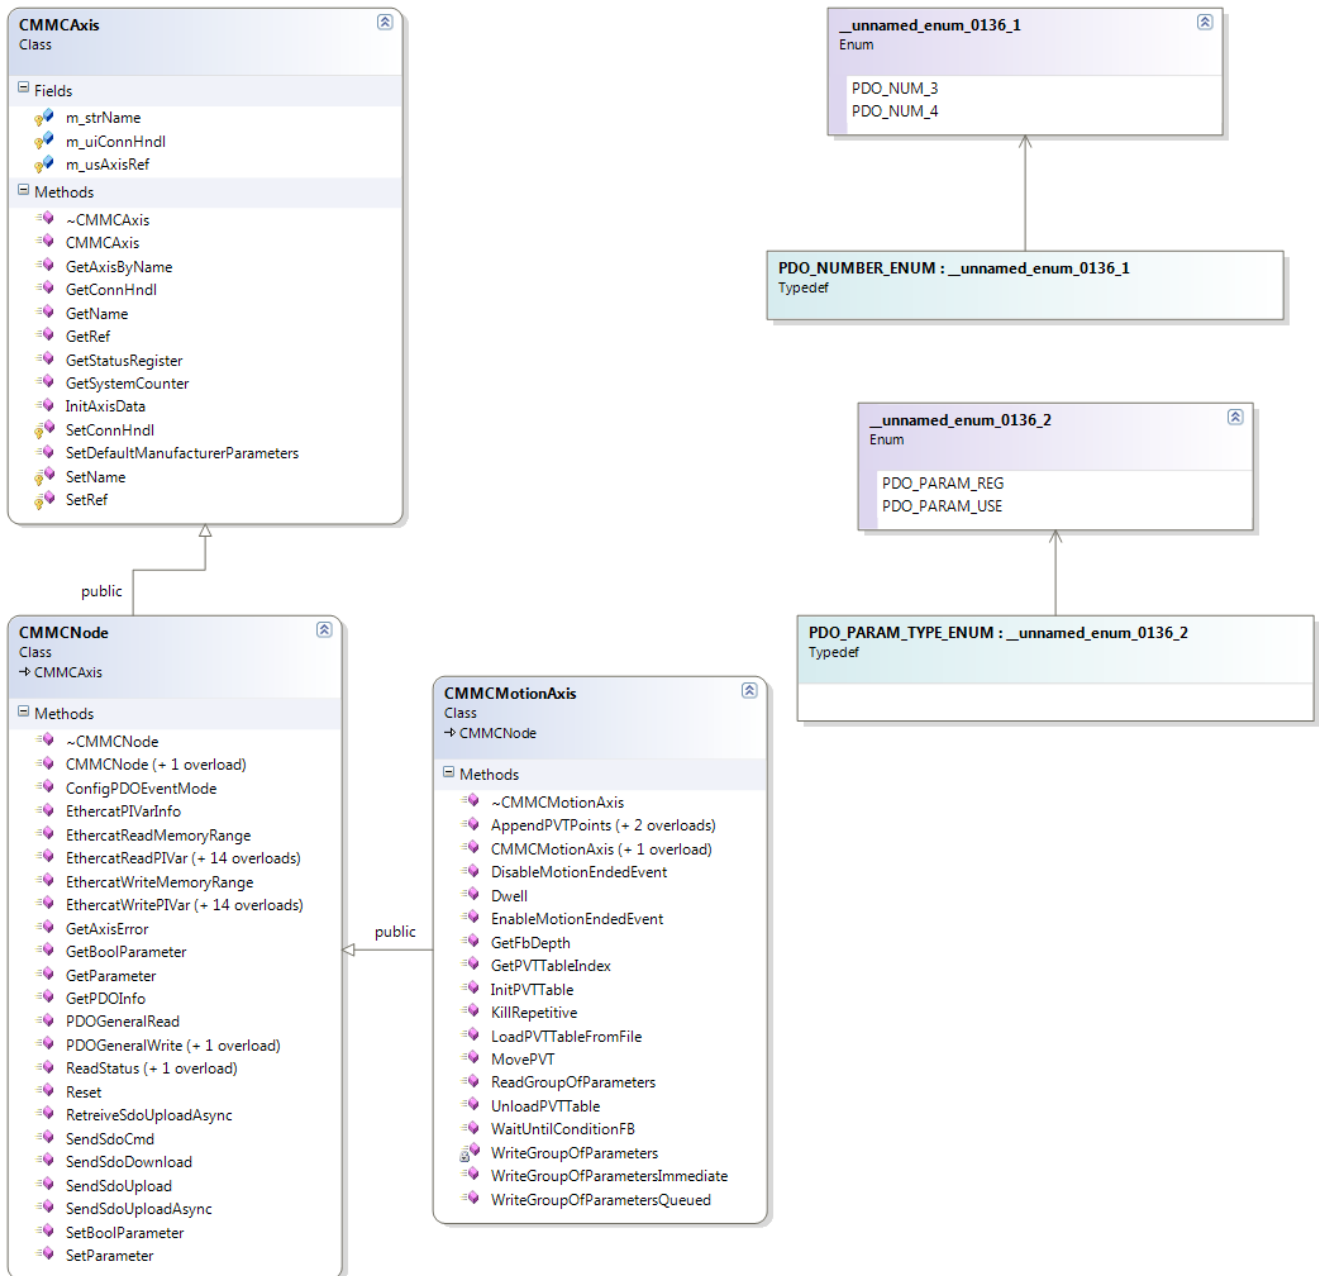 CMMCAxis
Class
Fields
m_strName
m_uiConnHndl
m_usAxisRef
Methods
~CMMCAxis
CMMCAxis
GetAxisByName
GetConnHndl
GetName
GetRef
GetStatusRegister
GetSystemCounter
InitAxisData
SetConnHndl
SetDefaultManufacturerParameters
SetName
SetRef
public
CMMCNode
Class
CMMCAxis
Methods
~CMMCNode
CMMCNode (+ 1 overload)
ConfigPDOEventMode
EthercatPIVarInfo
EthercatReadMemoryRange
EthercatReadPIVar (+ 14 overloads)
EthercatWriteMemoryRange
EthercatWritePIVar (+ 14 overloads)
GetAxisError
GetBoolParameter
GetParameter
GetPDOInfo
PDOGeneralRead
PDOGeneralWrite (+ 1 overload)
ReadStatus (+ 1 overload)
Reset
RetreiveSdoUploadAsync
SendSdoCmd
SendSdoDownload
SendSdoUpload
SendSdoUploadAsync
SetBoolParameter
SetParameter
public
CMMCMotionAxis
Class
CMMCNode
Methods
~CMMCMotionAxis
AppendPVTPoints (+ 2 overloads)
CMMCMotionAxis (+ 1 overload)
DisableMotionEndedEvent
Dwell
EnableMotionEndedEvent
GetFbDepth
GetPVTTableIndex
InitPVTTable
KillRepetitive
LoadPVTTableFromFile
MovePVT
ReadGroupOfParameters
UnloadPVTTable
WaitUntilConditionFB
WriteGroupOfParameters
WriteGroupOfParametersImmediate
WriteGroupOfParametersQueued
__unnamed_enum_0136_1
Enum
PDO_NUM_3
PDO_NUM_4
PDO_NUMBER_ENUM : __unnamed_enum_0136_1
Typedef
__unnamed_enum_0136_2
Enum
PDO_PARAM_REG
PDO_PARAM_USE
PDO_PARAM_TYPE_ENUM : __unnamed_enum_0136_2
Typedef